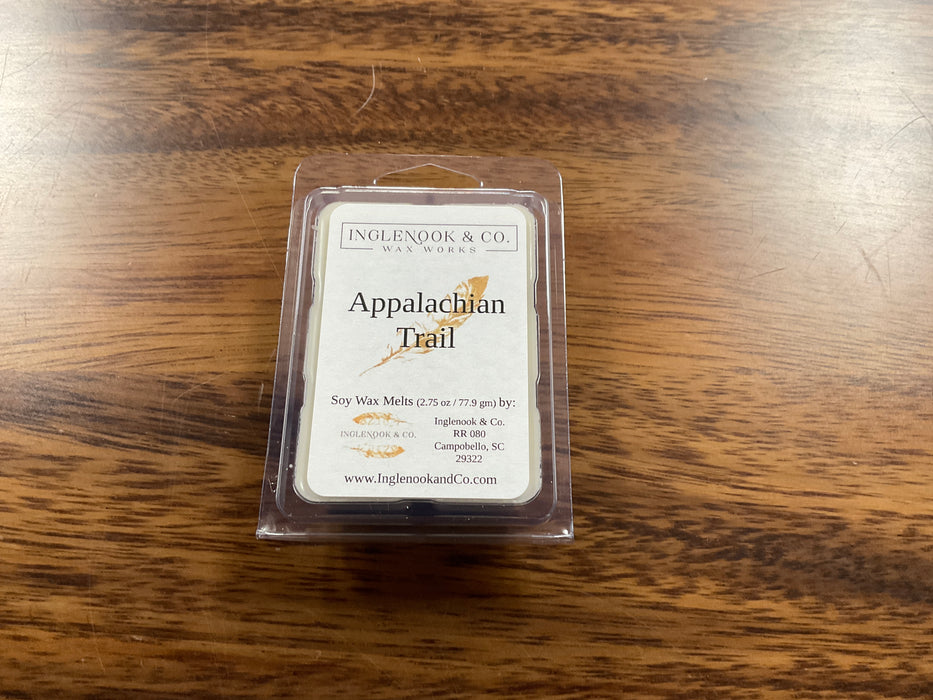 INGLENOOK & CO.
WAX WORKS
Appalachian
Trail
Soy Wax Melts (2.75 oz / 77.9 gm) by:
INGLENOOK & CO.
Inglenook & Co.
RR 080
Campobello, SC
29322
www.InglenookandCo.com